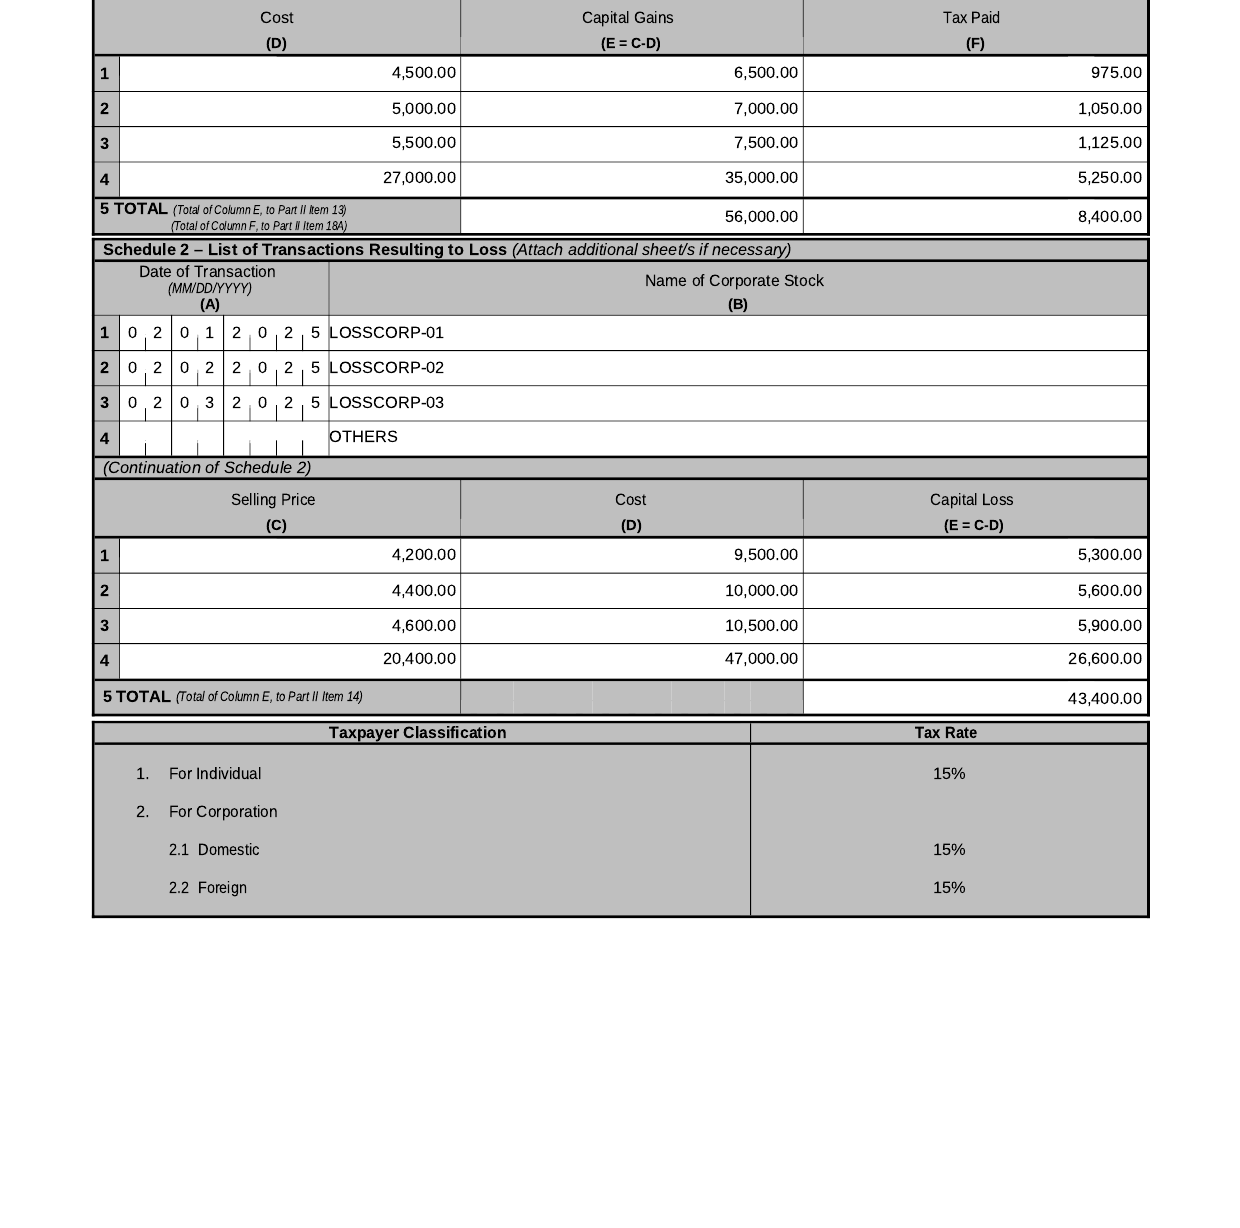 Cost Capital Gains Tax Paid
(D) (E = C-D) (F)
1 4,500.00 6,500.00 975.00
2 5,000.00 7,000.00 1,050.00
3 5,500.00 7,500.00 1,125.00
4 27,000.00 35,000.00 5,250.00
5 TOTAL (Total of Column E, to Part II Item 13) 56,000.00 8,400.00
(Total of Column F, to Part II Item 18A)
Schedule 2 – List of Transactions Resulting to Loss (Attach additional sheet/s if necessary)
Date of Transaction Name of Corporate Stock
(MM/DD/YYYY)
(A) (B)
1 0 2 0 1 2 0 2 5 LOSSCORP-01
2 0 2 0 2 2 0 2 5 LOSSCORP-02
3 0 2 0 3 2 0 2 5 LOSSCORP-03
4 OTHERS
(Continuation of Schedule 2)
Selling Price Cost Capital Loss
(C) (D) (E = C-D)
1 4,200.00 9,500.00 5,300.00
2 4,400.00 10,000.00 5,600.00
3 4,600.00 10,500.00 5,900.00
4 20,400.00 47,000.00 26,600.00
5 TOTAL (Total of Column E, to Part II Item 14) 43,400.00
Taxpayer Classification Tax Rate
1. For Individual 15%
2. For Corporation
2.1 Domestic 15%
2.2 Foreign 15%